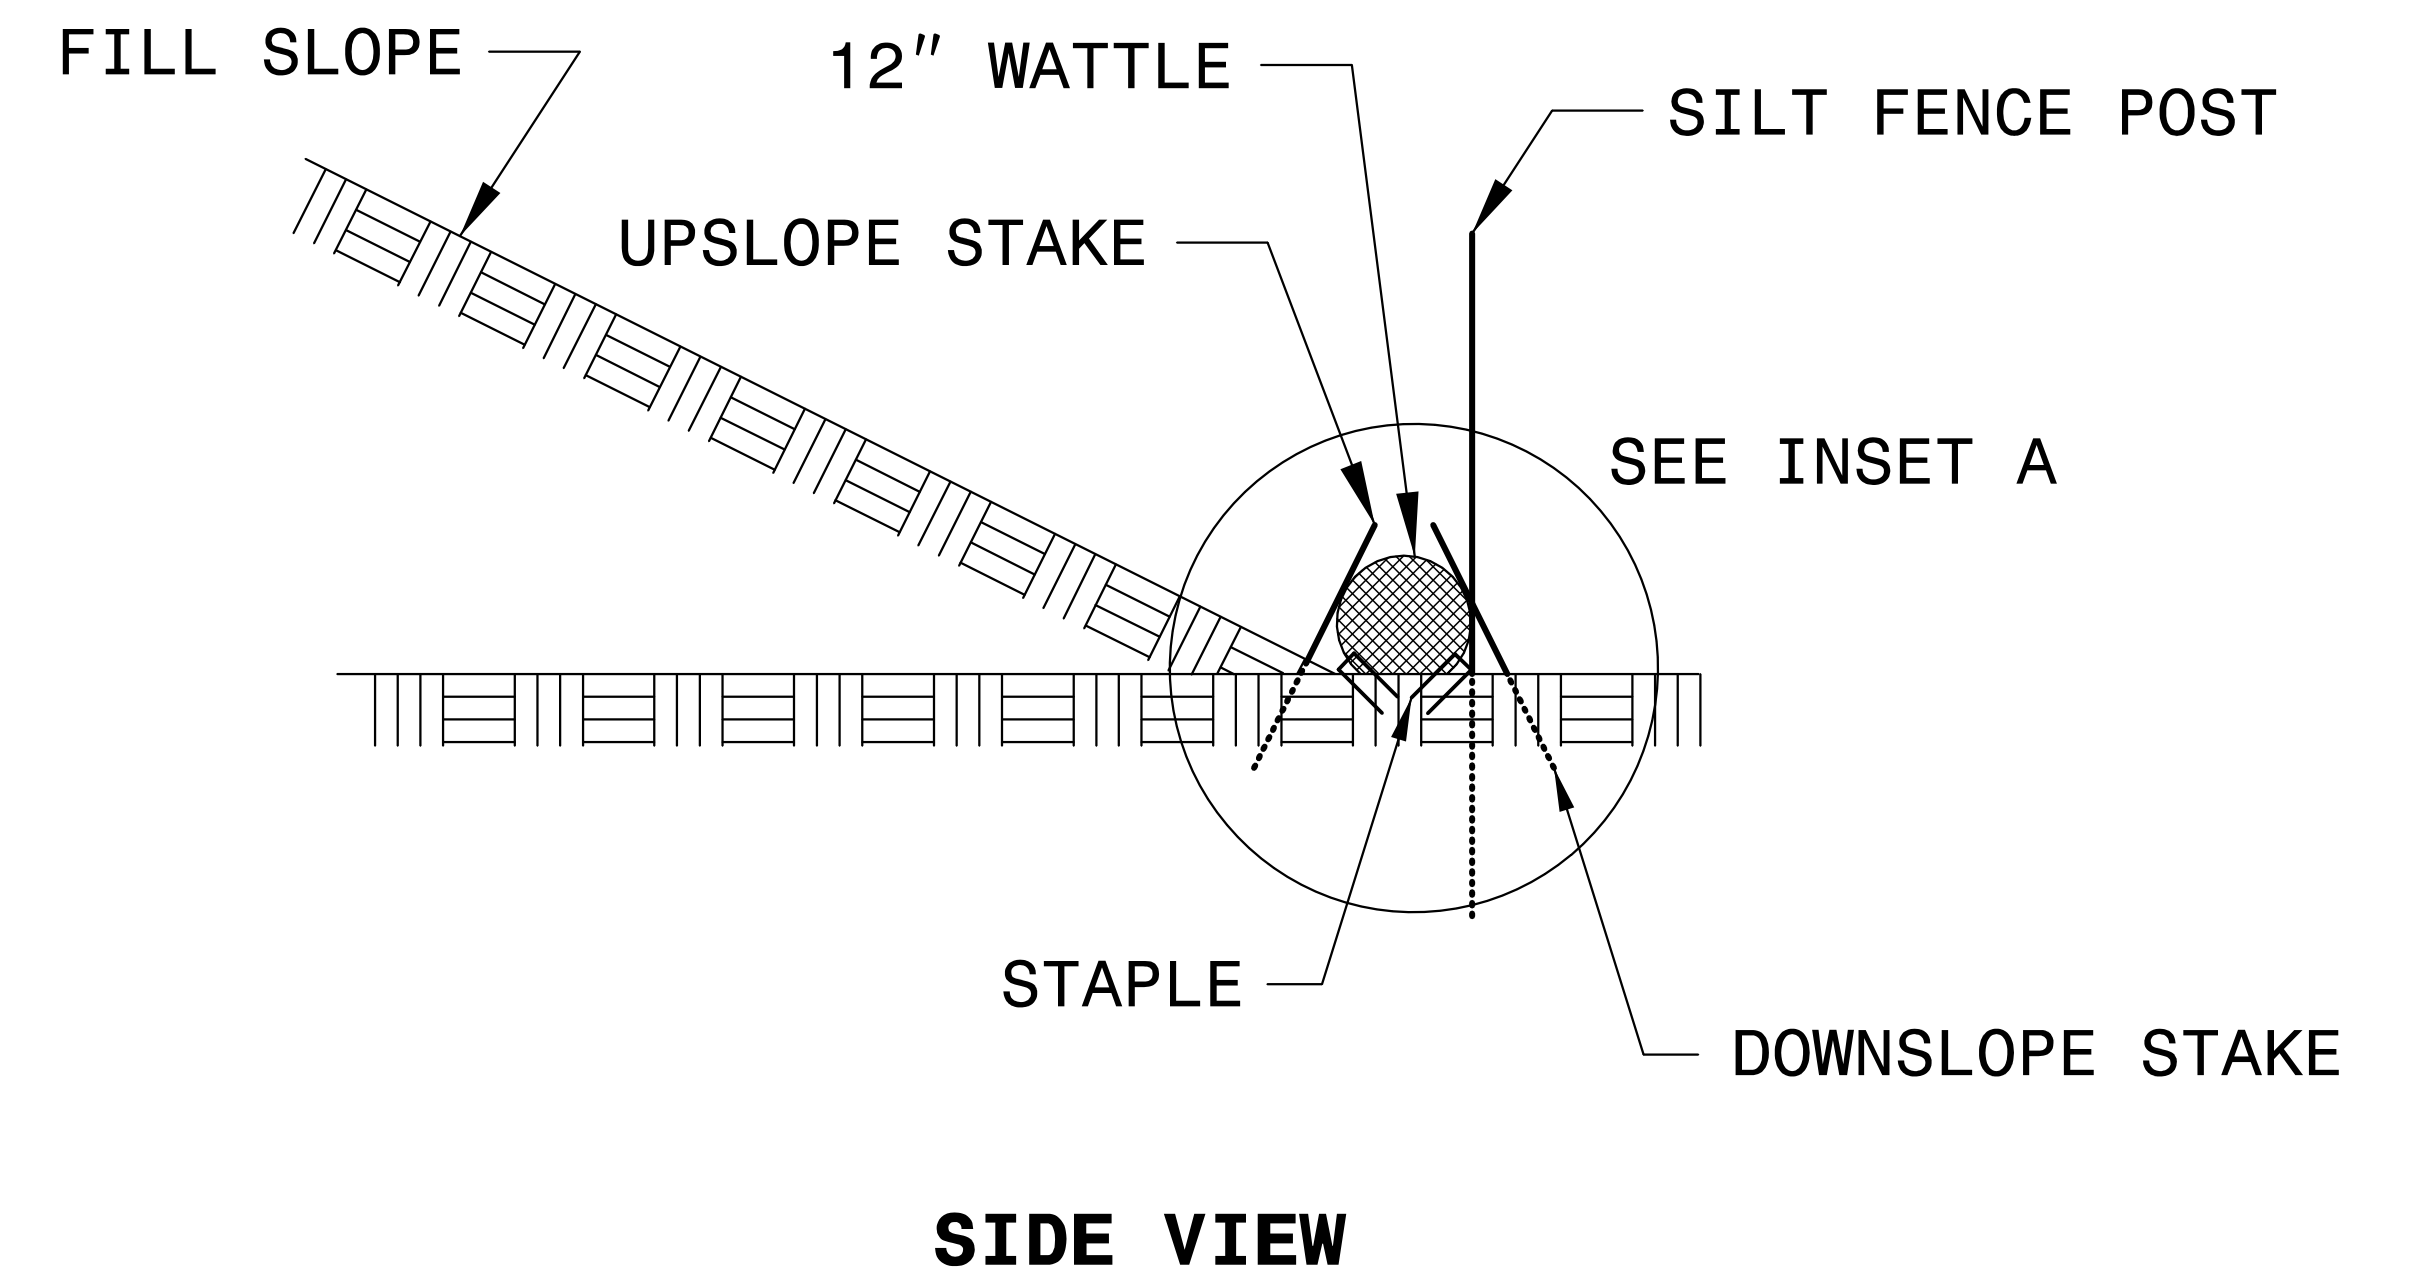 FILL SLOPE
12" WATTLE
SILT FENCE POST
UPSLOPE STAKE
SEE INSET A
STAPLE
DOWNSLOPE STAKE
SIDE VIEW